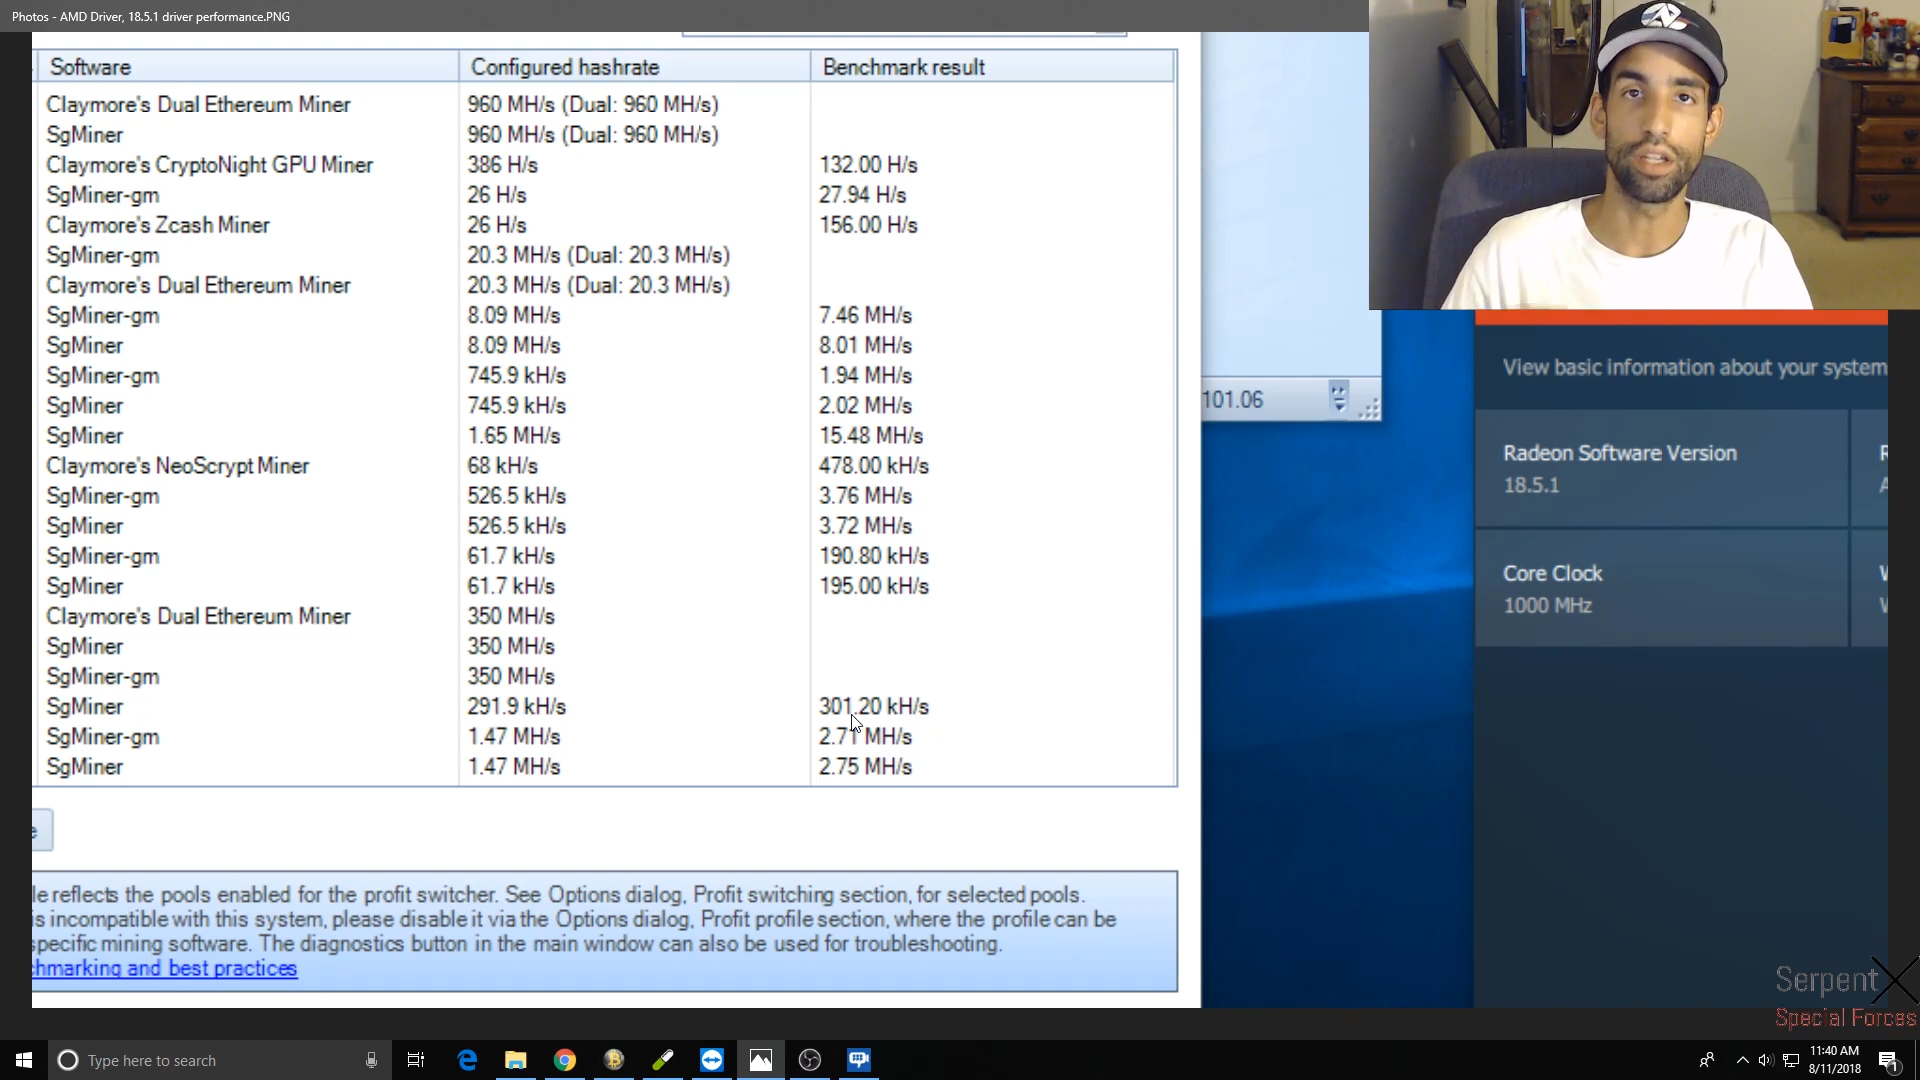 Photos - AMD Driver, 18.5.1 driver performance.PNG
Software Configured hashrate Benchmark result
Claymore's Dual Ethereum Miner 960 MH/s (Dual: 960 MH/s)
SgMiner 960 MH/s (Dual: 960 MH/s)
Claymore's CryptoNight GPU Miner 386 H/s 132.00 H/s
SgMiner-gm 26 H/s 27.94 H/s
Claymore's Zcash Miner 26 H/s 156.00 H/s
SgMiner-gm 20.3 MH/s (Dual: 20.3 MH/s)
Claymore's Dual Ethereum Miner 20.3 MH/s (Dual: 20.3 MH/s)
SgMiner-gm 8.09 MH/s 7.46 MH/s
SgMiner 8.09 MH/s 8.01 MH/s
SgMiner-gm 745.9 kH/s 1.94 MH/s
SgMiner 745.9 kH/s 2.02 MH/s
SgMiner 1.65 MH/s 15.48 MH/s
Claymore's NeoScrypt Miner 68 kH/s 478.00 kH/s
SgMiner-gm 526.5 kH/s 3.76 MH/s
SgMiner 526.5 kH/s 3.72 MH/s
SgMiner-gm 61.7 kH/s 190.80 kH/s
SgMiner 61.7 kH/s 195.00 kH/s
Claymore's Dual Ethereum Miner 350 MH/s
SgMiner 350 MH/s
SgMiner-gm 350 MH/s
SgMiner 291.9 kH/s 301.20 kH/s
SgMiner-gm 1.47 MH/s 2.71 MH/s
SgMiner 1.47 MH/s 2.75 MH/s
e
le reflects the pools enabled for the profit switcher. See Options dialog, Profit switching section, for selected pools.
is incompatible with this system, please disable it via the Options dialog, Profit profile section, where the profile can be
specific mining software. The diagnostics button in the main window can also be used for troubleshooting.
hmarking and best practices
101.06
View basic information about your system
Radeon Software Version
18.5.1
Core Clock
1000 MHz
SerpentX
Special Forces
Type here to search
11:40 AM
8/11/2018
1